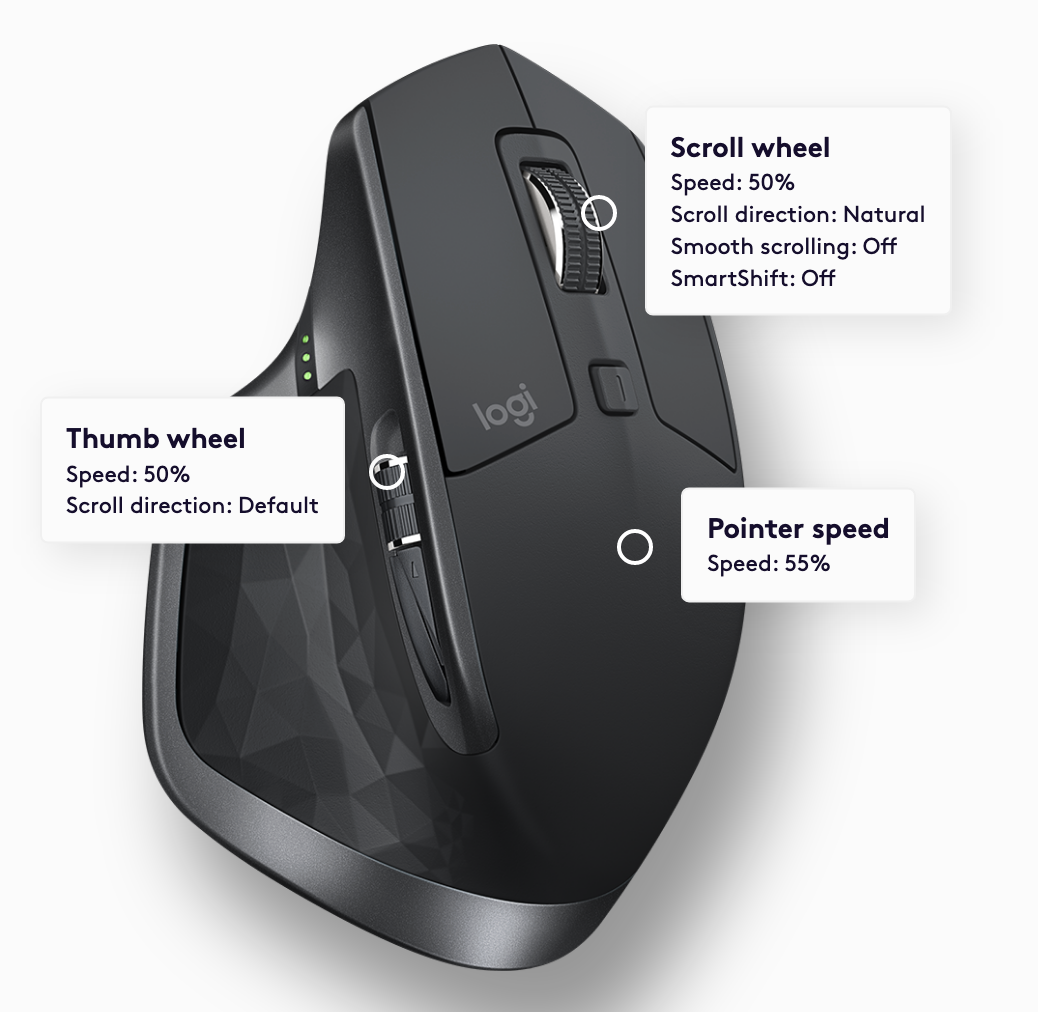 Scroll wheel
Speed: 50%
Scroll direction: Natural
Smooth scrolling: Off
SmartShift: Off
logi
Thumb wheel
Speed: 50%
Scroll direction: Default
Pointer speed
Speed: 55%